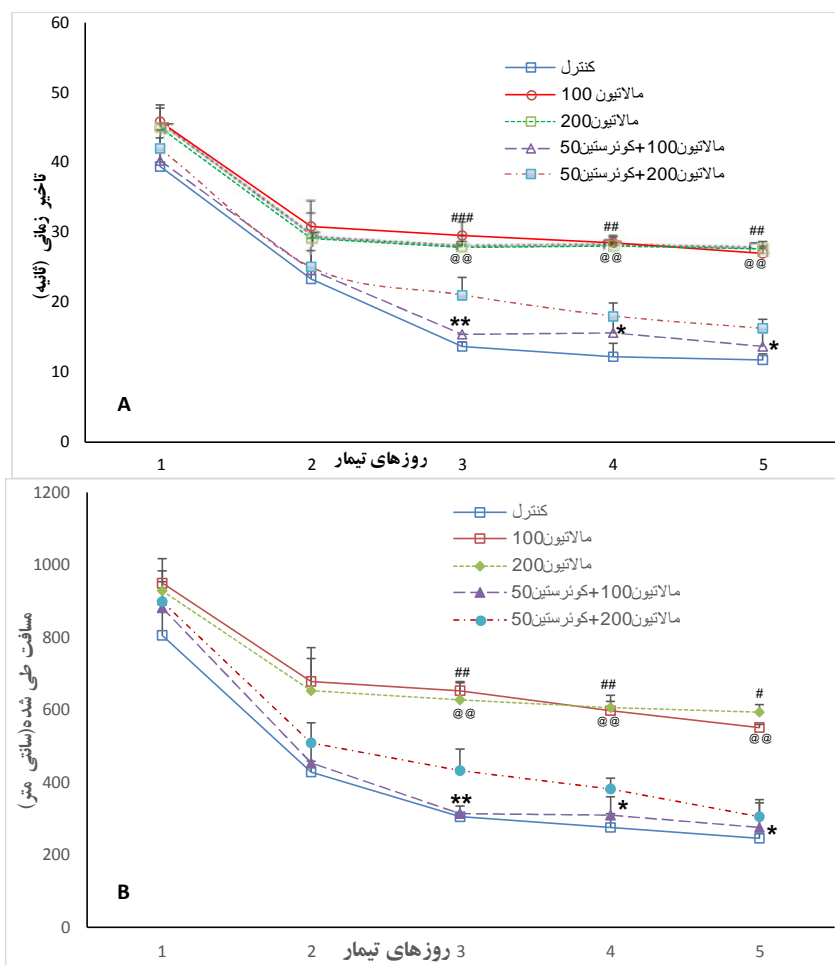 60
50
40
30
20
10
0
تاخیر زمانی (ثانیه)
کنترل
مالاتیون 100
مالاتیون200
مالاتیون100+کوئرستین50
مالاتیون200+کوئرستین50
###
##
##
@@
@@
@@
**
*
*
A
1
2
3
4
5
روزهای تیمار
1200
1000
800
600
400
200
0
مسافت طی شده(سانتی متر)
کنترل
مالاتیون100
مالاتیون200
مالاتیون100+کوئرستین50
مالاتیون200+کوئرستین50
##
##
#
@@
@@
@@
**
*
*
B
1
2
3
4
5
روزهای تیمار